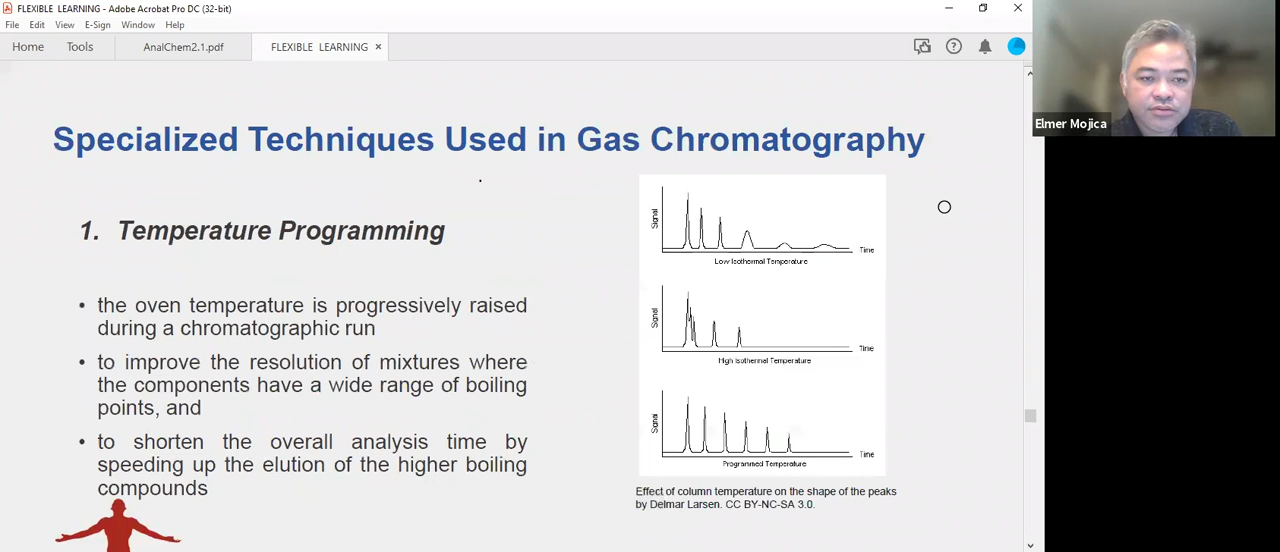 FLEXIBLE LEARNING - Adobe Acrobat Pro DC (32-bit)
File Edit View E-Sign Window Help
Home Tools AnalChem2.1.pdf FLEXIBLE LEARNING ×
Elmer Mojica
Specialized Techniques Used in Gas Chromatography
1. Temperature Programming
• the oven temperature is progressively raised
during a chromatographic run
• to improve the resolution of mixtures where
the components have a wide range of boiling
points, and
• to shorten the overall analysis time by
speeding up the elution of the higher boiling
compounds
Signal
Time
Low Isothermal Temperature
Signal
Time
High Isothermal Temperature
Signal
Time
Programmed Temperature
Effect of column temperature on the shape of the peaks
by Delmar Larsen. CC BY-NC-SA 3.0.